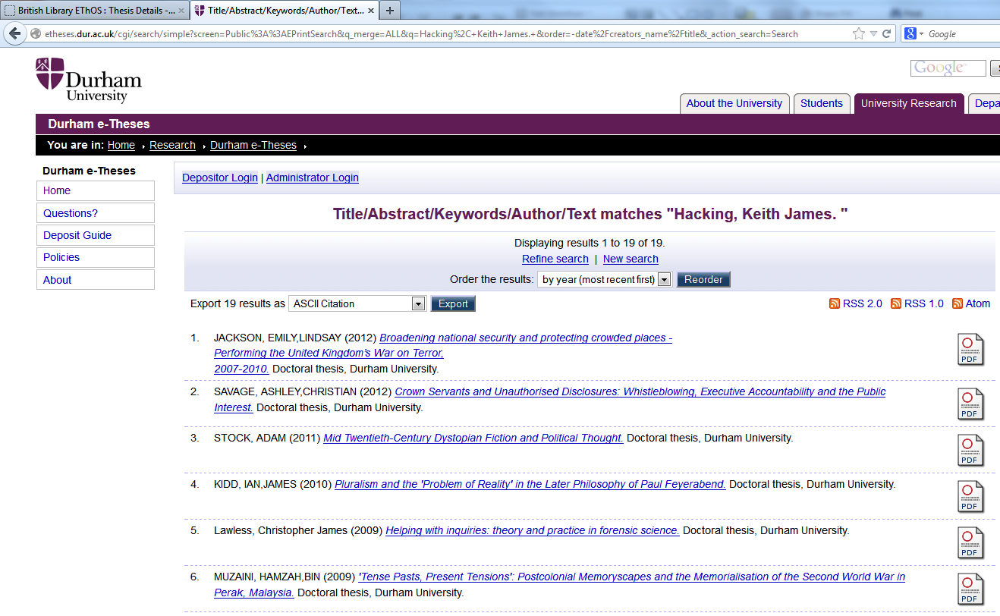 British Library EThOS : Thesis Details -... ×
Title/Abstract/Keywords/Author/Text... ×
+
etheses.dur.ac.uk/cgi/search/simple?screen=Public%3A%3AEPrintSearch&q_merge=ALL&q=Hacking%2C+Keith+James.+&order=-date%2Fcreators_name%2Ftitle&_action_search=Search
Google
Durham
University
Google™
About the University
Students
University Research
Depa
Durham e-Theses
You are in: Home Research Durham e-Theses
Durham e-Theses
Home
Questions?
Deposit Guide
Policies
About
Depositor Login | Administrator Login
Title/Abstract/Keywords/Author/Text matches "Hacking, Keith James. "
Displaying results 1 to 19 of 19.
Refine search | New search
Order the results: by year (most recent first) Reorder
Export 19 results as ASCII Citation Export
RSS 2.0 RSS 1.0 Atom
1. JACKSON, EMILY,LINDSAY (2012) Broadening national security and protecting crowded places -
Performing the United Kingdom's War on Terror,
2007-2010. Doctoral thesis, Durham University.
PDF
2. SAVAGE, ASHLEY,CHRISTIAN (2012) Crown Servants and Unauthorised Disclosures: Whistleblowing, Executive Accountability and the Public
Interest. Doctoral thesis, Durham University.
PDF
3. STOCK, ADAM (2011) Mid Twentieth-Century Dystopian Fiction and Political Thought. Doctoral thesis, Durham University.
PDF
4. KIDD, IAN,JAMES (2010) Pluralism and the 'Problem of Reality' in the Later Philosophy of Paul Feyerabend. Doctoral thesis, Durham University.
PDF
5. Lawless, Christopher James (2009) Helping with inquiries: theory and practice in forensic science. Doctoral thesis, Durham University.
PDF
6. MUZAINI, HAMZAH,BIN (2009) 'Tense Pasts, Present Tensions': Postcolonial Memoryscapes and the Memorialisation of the Second World War in
Perak, Malaysia. Doctoral thesis, Durham University.
PDF